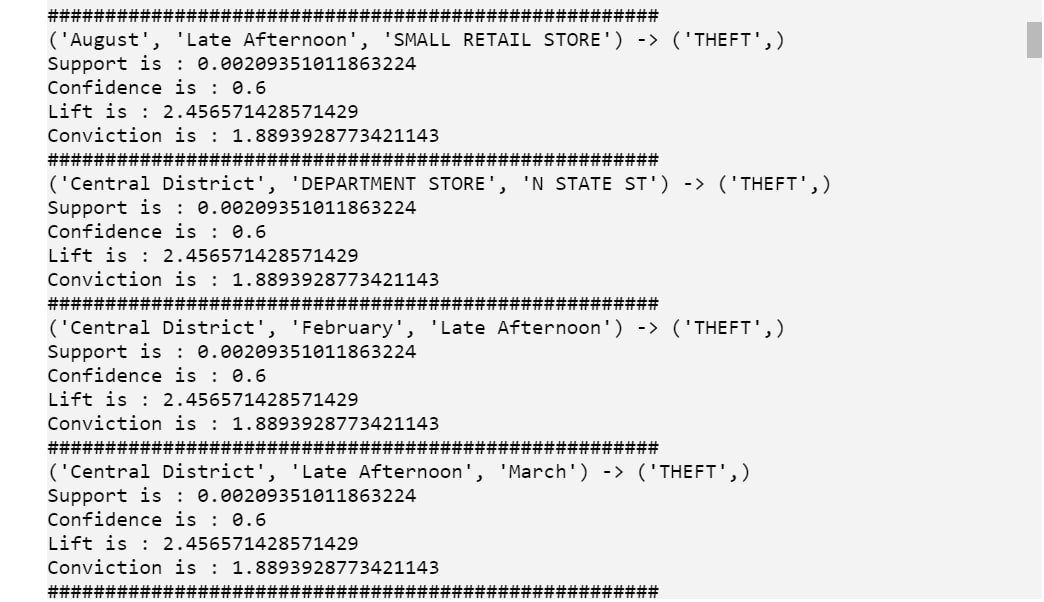 #####################################################
('August', 'Late Afternoon', 'SMALL RETAIL STORE') -> ('THEFT',)
Support is : 0.00209351011863224
Confidence is : 0.6
Lift is : 2.456571428571429
Conviction is : 1.8893928773421143
#####################################################
('Central District', 'DEPARTMENT STORE', 'N STATE ST') -> ('THEFT',)
Support is : 0.00209351011863224
Confidence is : 0.6
Lift is : 2.456571428571429
Conviction is : 1.8893928773421143
#####################################################
('Central District', 'February', 'Late Afternoon') -> ('THEFT',)
Support is : 0.00209351011863224
Confidence is : 0.6
Lift is : 2.456571428571429
Conviction is : 1.8893928773421143
#####################################################
('Central District', 'Late Afternoon', 'March') -> ('THEFT',)
Support is : 0.00209351011863224
Confidence is : 0.6
Lift is : 2.456571428571429
Conviction is : 1.8893928773421143
#####################################################